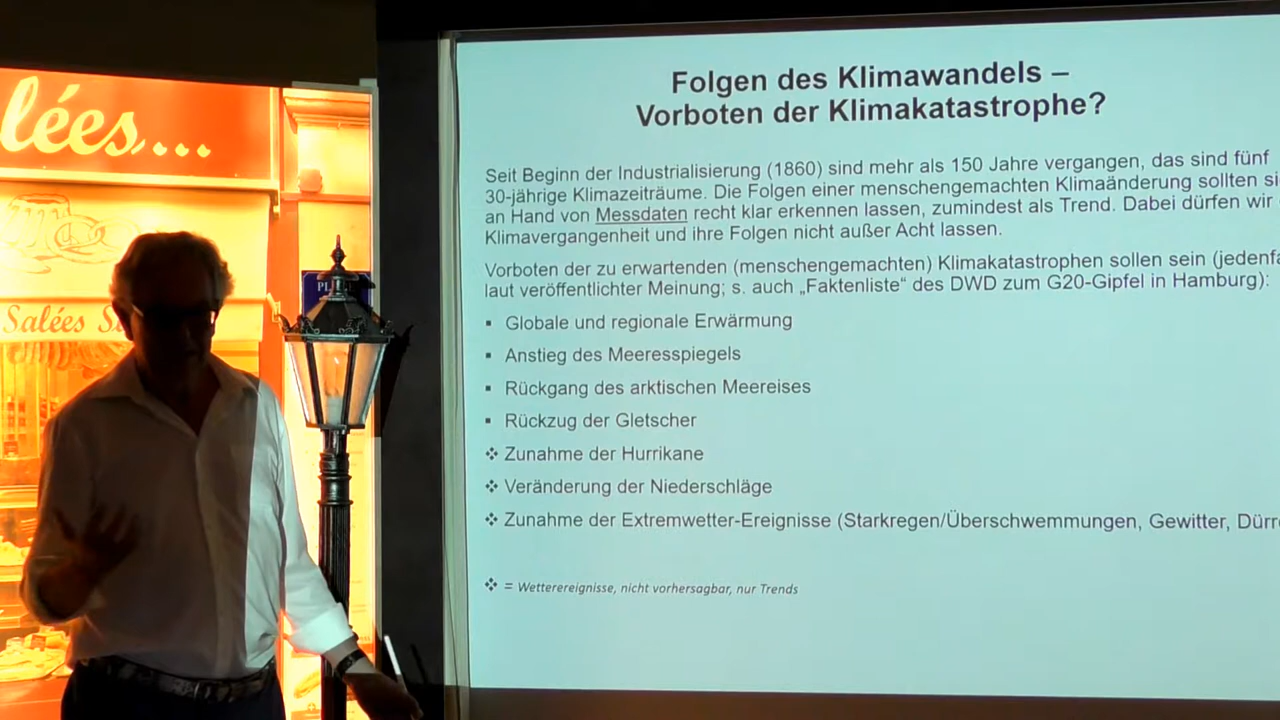 lées...
Salées S
PL
Folgen des Klimawandels –
Vorboten der Klimakatastrophe?
Seit Beginn der Industrialisierung (1860) sind mehr als 150 Jahre vergangen, das sind fünf
30-jährige Klimazeiträume. Die Folgen einer menschengemachten Klimaänderung sollten si
an Hand von Messdaten recht klar erkennen lassen, zumindest als Trend. Dabei dürfen wir
Klimavergangenheit und ihre Folgen nicht außer Acht lassen.
Vorboten der zu erwartenden (menschengemachten) Klimakatastrophen sollen sein (jedenfa
laut veröffentlichter Meinung; s. auch „Faktenliste“ des DWD zum G20-Gipfel in Hamburg):
▪ Globale und regionale Erwärmung
▪ Anstieg des Meeresspiegels
▪ Rückgang des arktischen Meereises
▪ Rückzug der Gletscher
❖ Zunahme der Hurrikane
❖ Veränderung der Niederschläge
❖ Zunahme der Extremwetter-Ereignisse (Starkregen/Überschwemmungen, Gewitter, Dürr
❖ = Wetterereignisse, nicht vorhersagbar, nur Trends